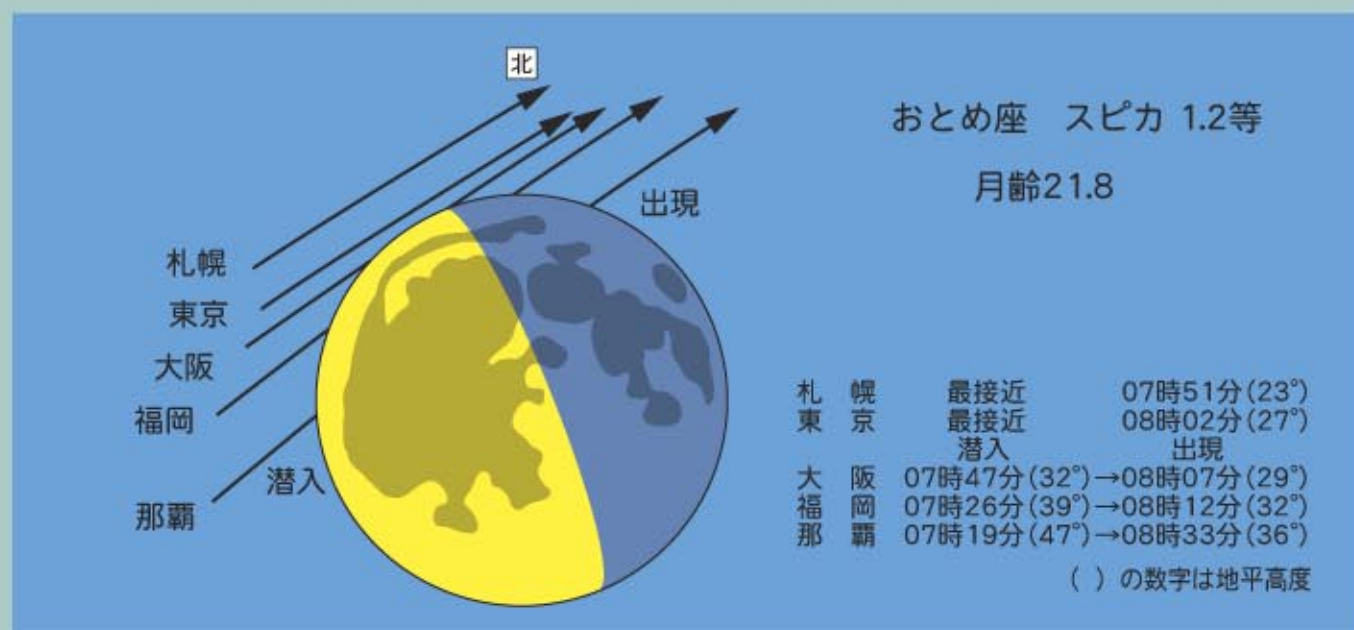 北
おとめ座　スピカ 1.2等
月齢21.8
出現
札幌
東京
大阪
福岡
那覇
潜入
札　幌　最接近　07時51分(23°)
東　京　最接近　08時02分(27°)
潜入　出現
大　阪　07時47分(32°)→08時07分(29°)
福　岡　07時26分(39°)→08時12分(32°)
那　覇　07時19分(47°)→08時33分(36°)
(　)の数字は地平高度